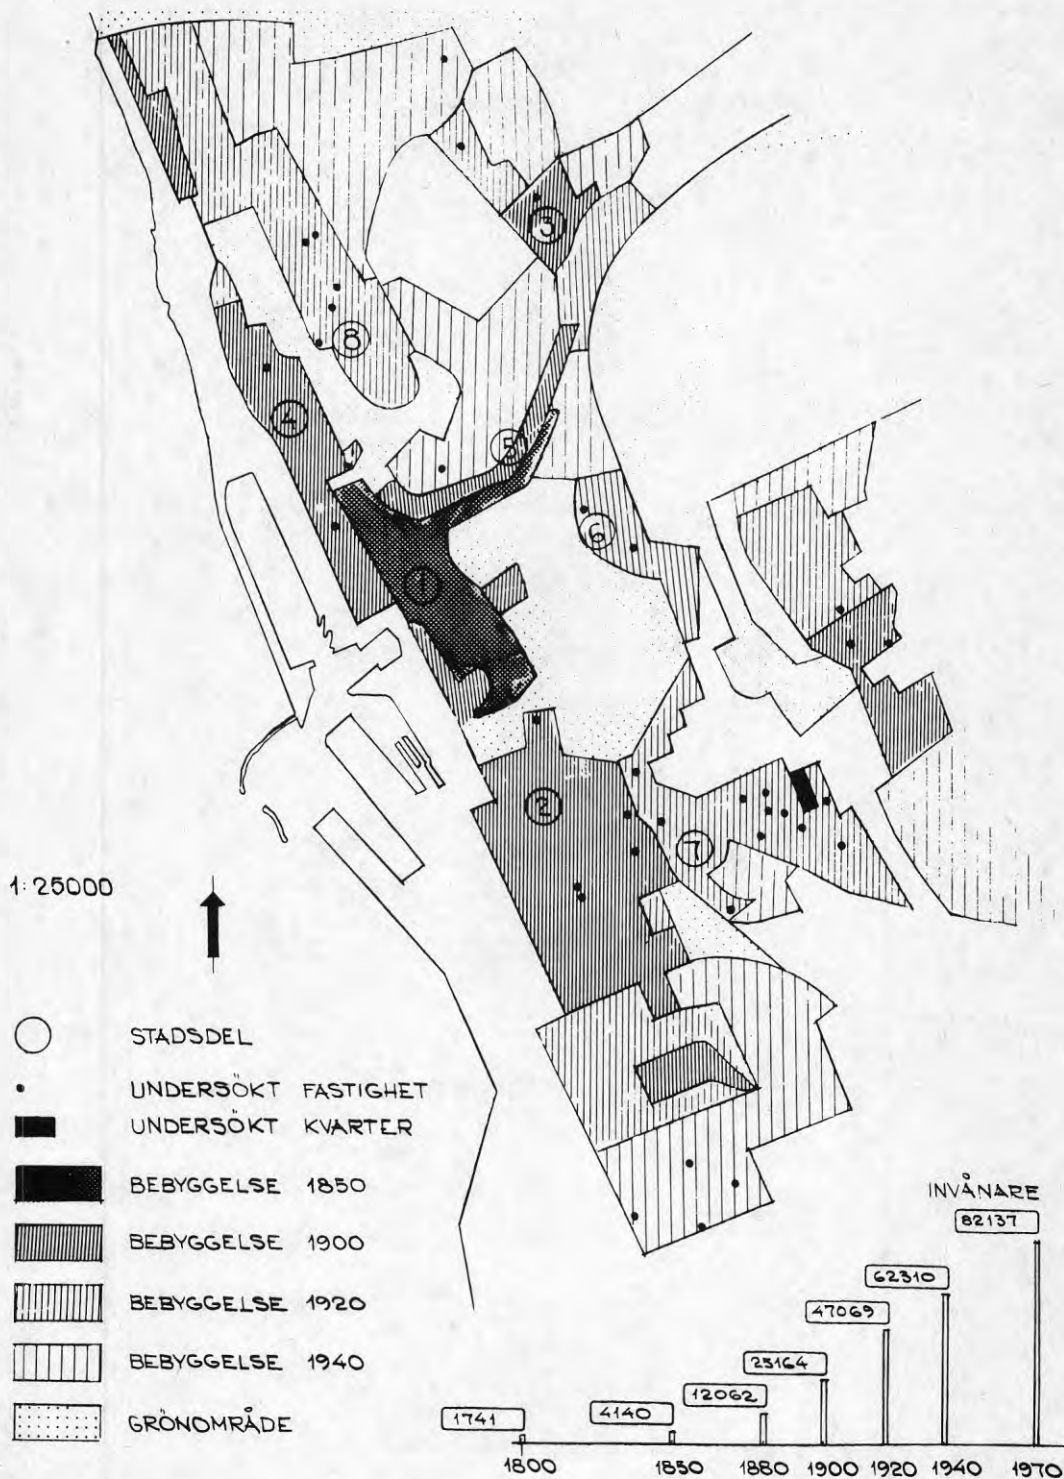 3
8
4
5
6
1
2
7
1:25000
STADSDEL
UNDERSÖKT FASTIGHET
UNDERSÖKT KVARTER
BEBYGGELSE 1850
BEBYGGELSE 1900
BEBYGGELSE 1920
BEBYGGELSE 1940
GRÖNOMRÅDE
INVÅNARE
82137
62310
47069
25164
12062
4140
1741
1800 1850 1880 1900 1920 1940 1970